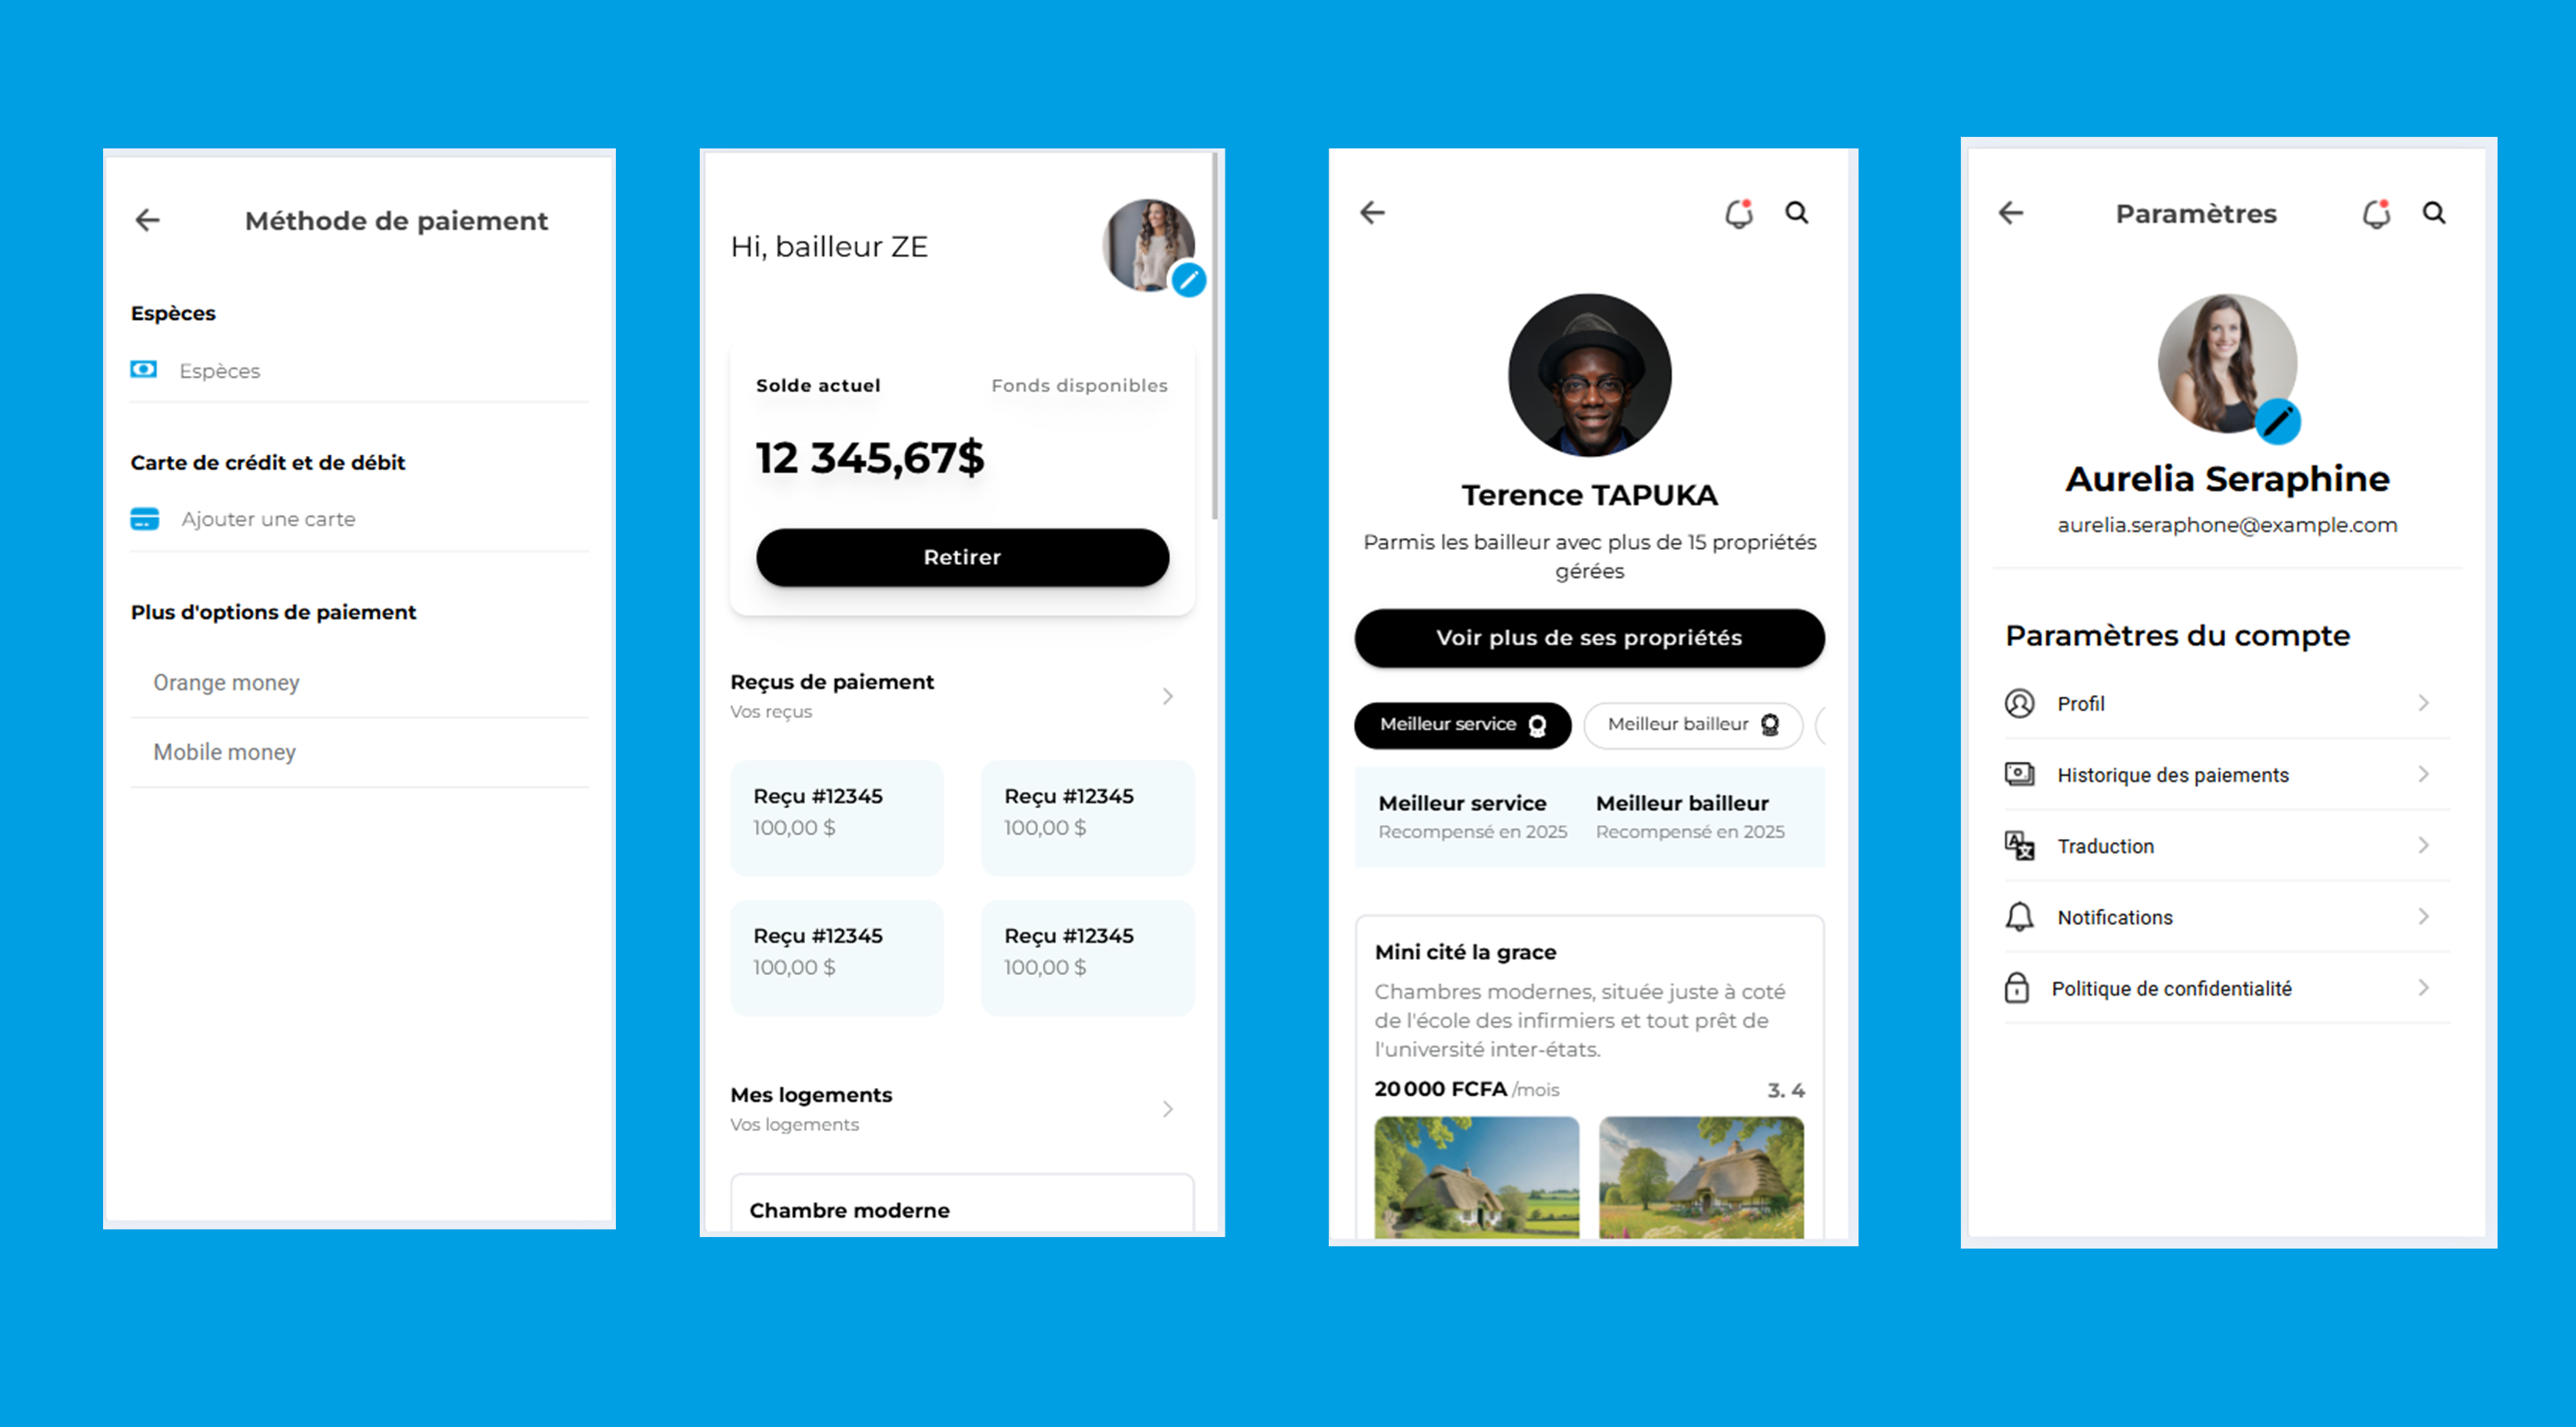 Méthode de paiement
Espèces
Espèces
Carte de crédit et de débit
Ajouter une carte
Plus d'options de paiement
Orange money
Mobile money
Hi, bailleur ZE
Solde actuel
Fonds disponibles
12 345,67$
Retirer
Reçus de paiement
Vos reçus
Reçu #12345
100,00 $
Reçu #12345
100,00 $
Reçu #12345
100,00 $
Reçu #12345
100,00 $
Mes logements
Vos logements
Chambre moderne
Terence TAPUKA
Parmis les bailleur avec plus de 15 propriétés
gérées
Voir plus de ses propriétés
Meilleur service
Meilleur bailleur
Meilleur service
Recompensé en 2025
Meilleur bailleur
Recompensé en 2025
Mini cité la grace
Chambres modernes, située juste à coté
de l'école des infirmiers et tout prêt de
l'université inter-états.
20 000 FCFA /mois
3. 4
Paramètres
Aurelia Seraphine
aurelia.seraphone@example.com
Paramètres du compte
Profil
Historique des paiements
Traduction
Notifications
Politique de confidentialité